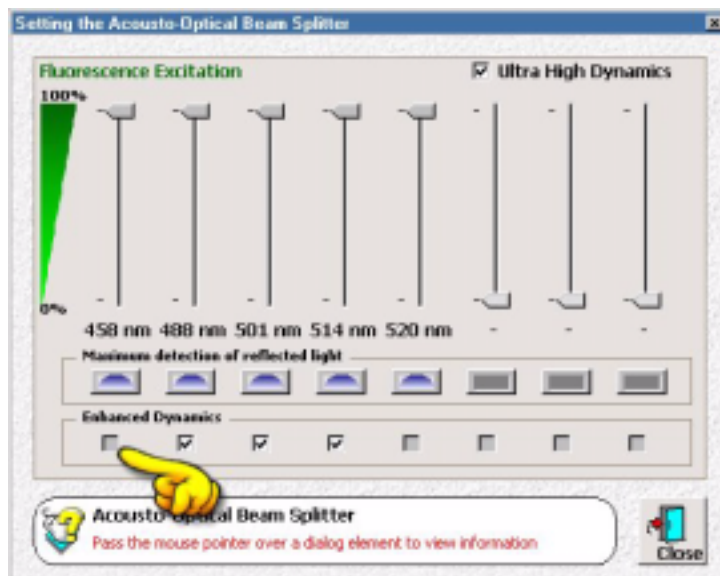 Setting the Acousto-Optical Beam Splitter
Fluorescence Excitation
Ultra High Dynamics
100%
0%
458 nm 488 nm 501 nm 514 nm 520 nm - - -
Maximum detection of reflected light
Enhanced Dynamics
Acousto-Optical Beam Splitter
Pass the mouse pointer over a dialog element to view information
Close